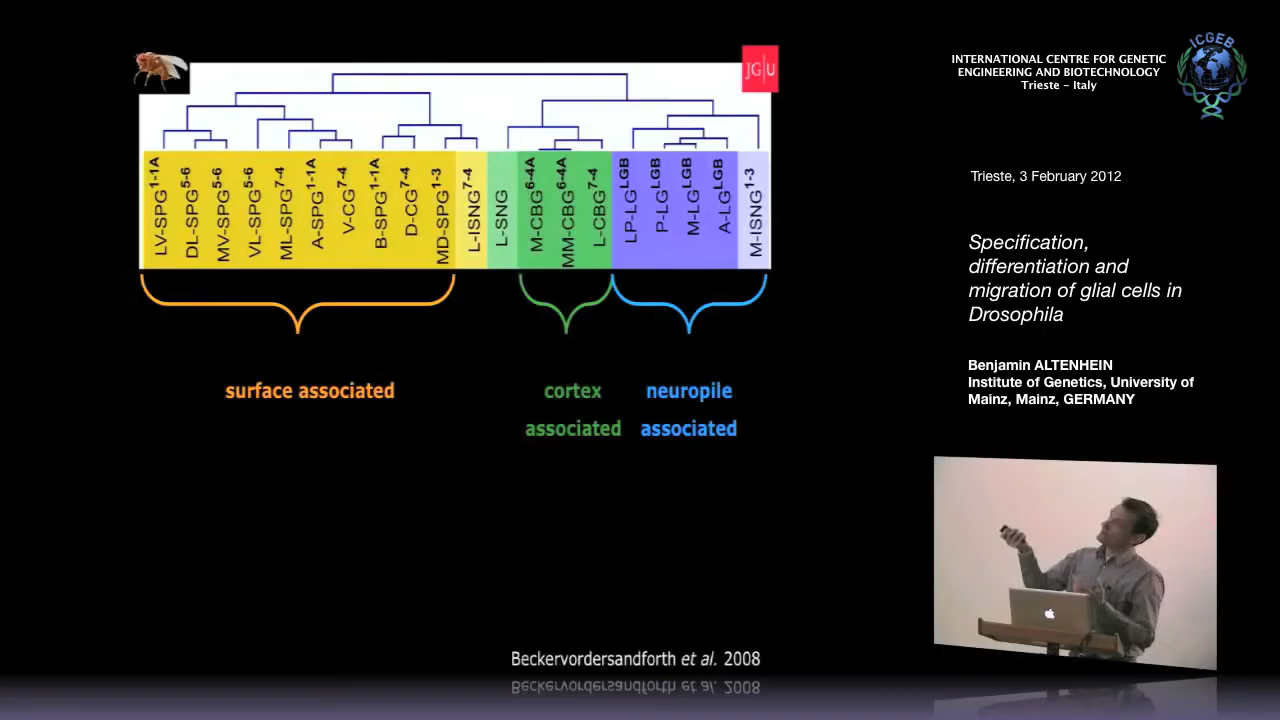 JG|U
LV-SPG1-1A
DL-SPG5-6
MV-SPG5-6
VL-SPG5-6
ML-SPG7-4
A-SPG1-1A
V-CG7-4
B-SPG1-1A
D-CG7-4
MD-SPG1-3
L-ISNG7-4
L-SNG
M-CBG6-4A
MM-CBG6-4A
L-CBG7-4
LP-LGLGB
P-LGLGB
M-LGLGB
A-LGLGB
M-ISNG1-3
surface associated
cortex
associated
neuropile
associated
Beckervordersandforth et al. 2008
INTERNATIONAL CENTRE FOR GENETIC
ENGINEERING AND BIOTECHNOLOGY
Trieste - Italy
ICGEB
Trieste, 3 February 2012
Specification,
differentiation and
migration of glial cells in
Drosophila
Benjamin ALTENHEIN
Institute of Genetics, University of
Mainz, Mainz, GERMANY